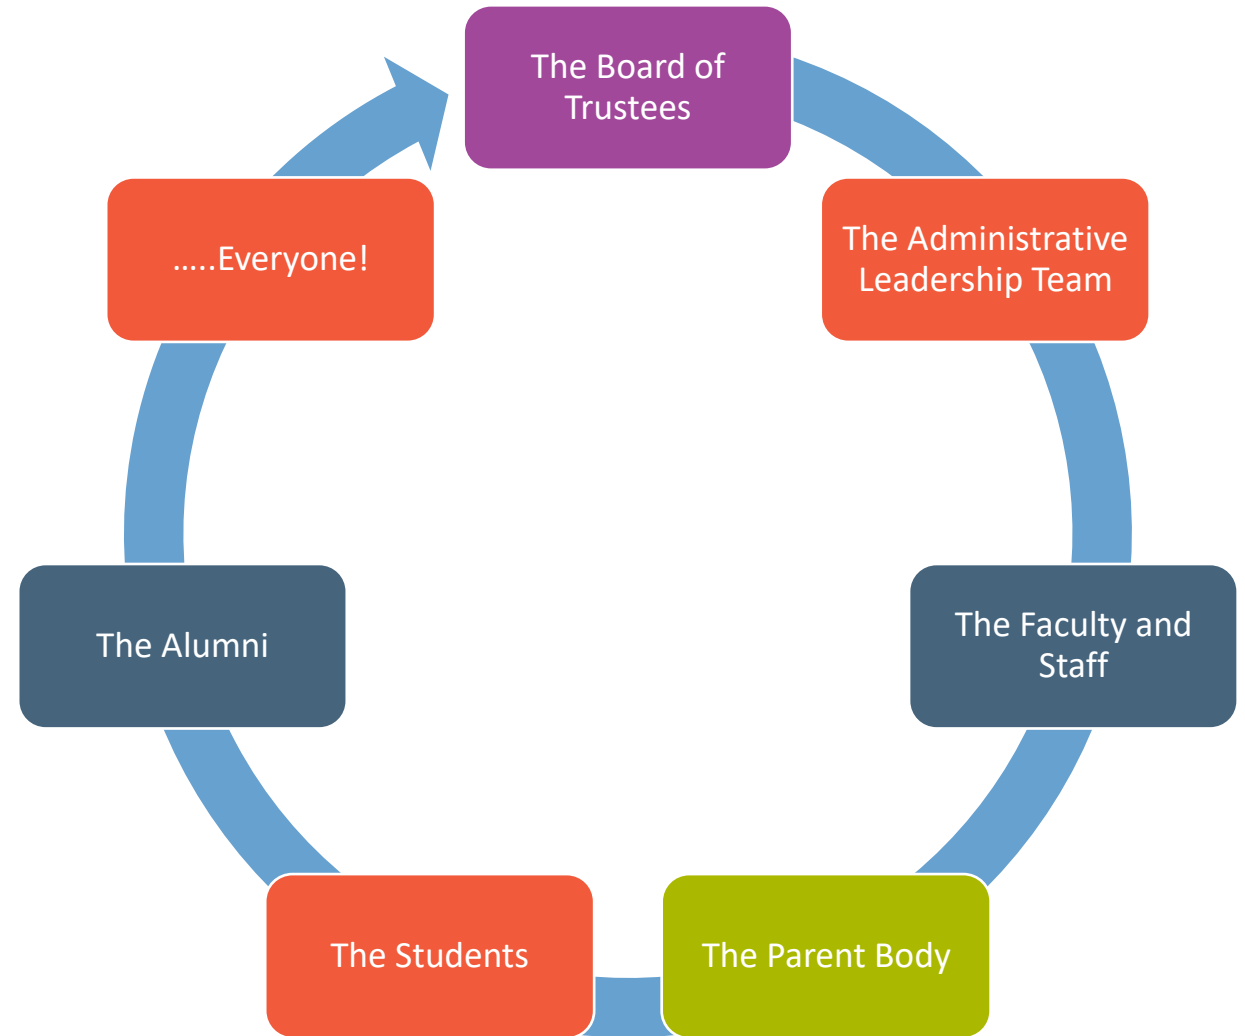 The Board of
Trustees
The Administrative
Leadership Team
The Faculty and
Staff
The Parent Body
The Students
The Alumni
.....Everyone!